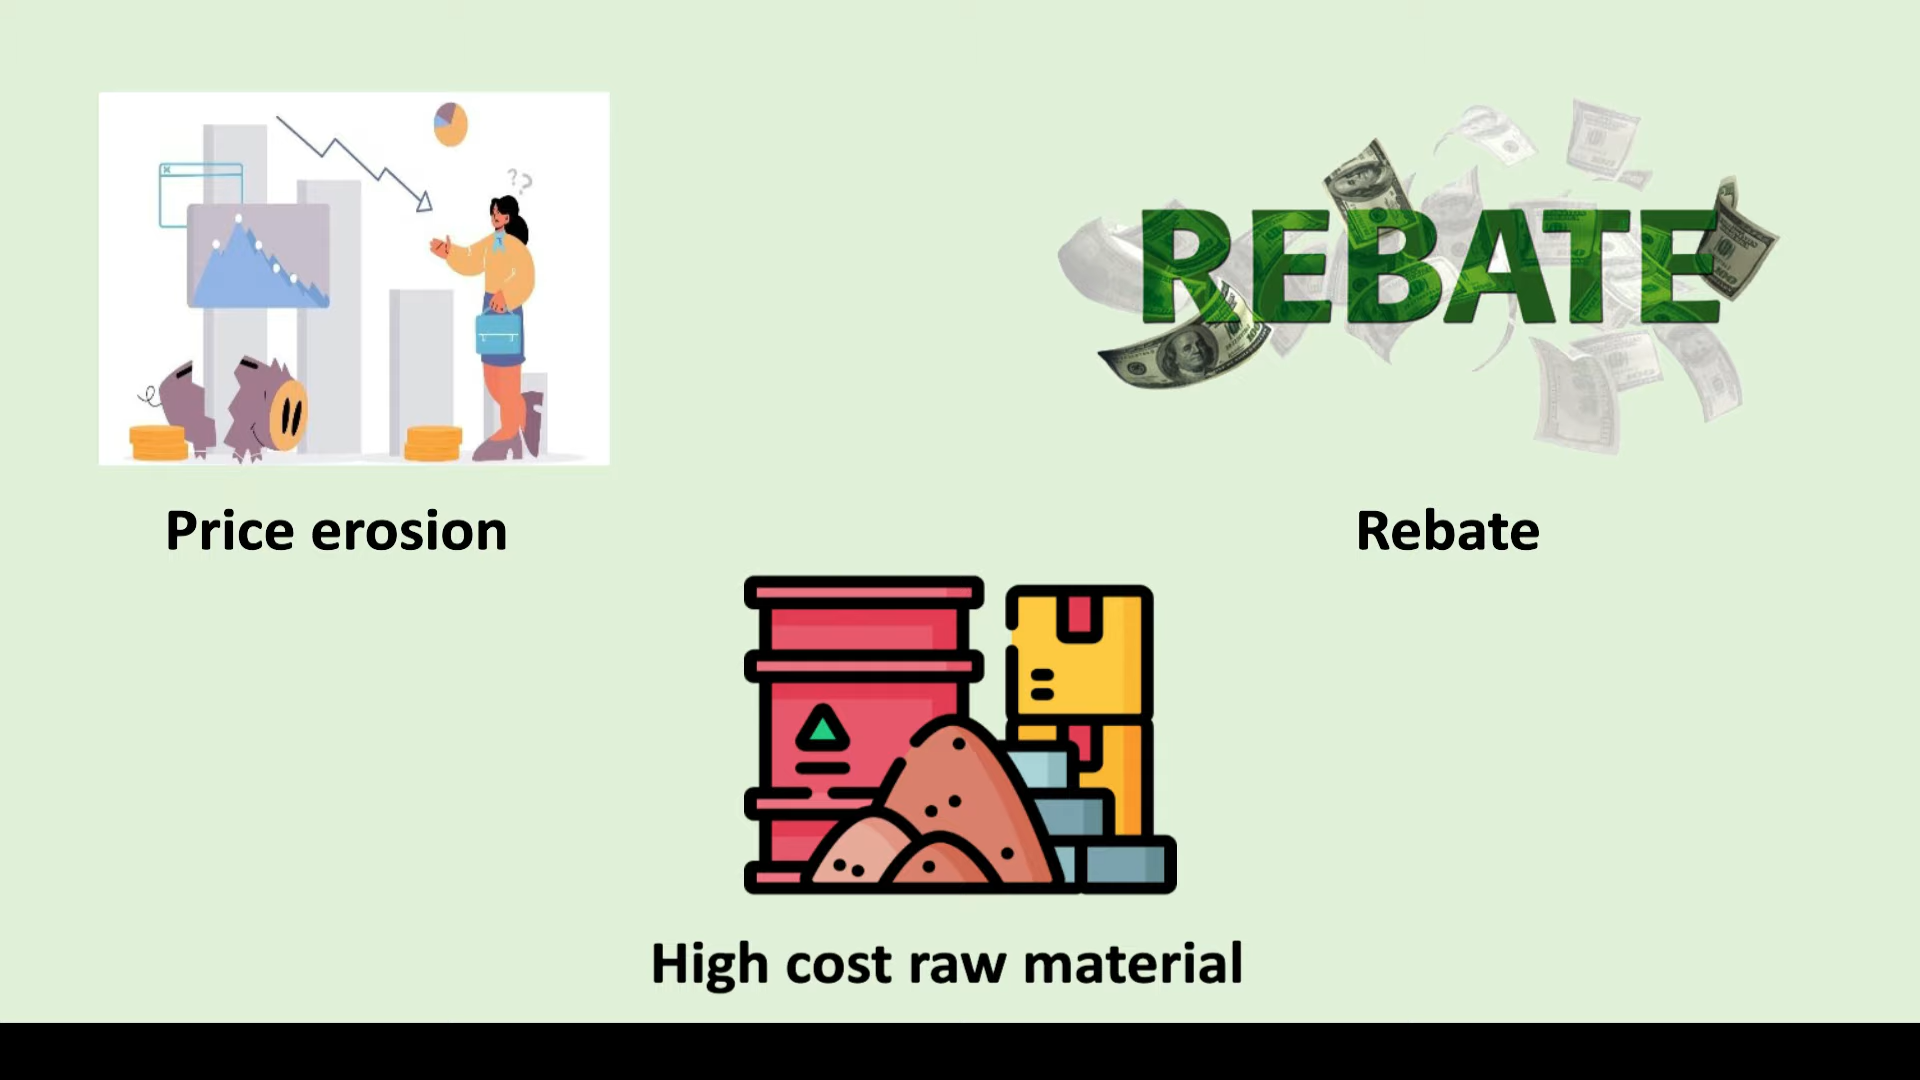 ??
REBATE
Price erosion
Rebate
High cost raw material